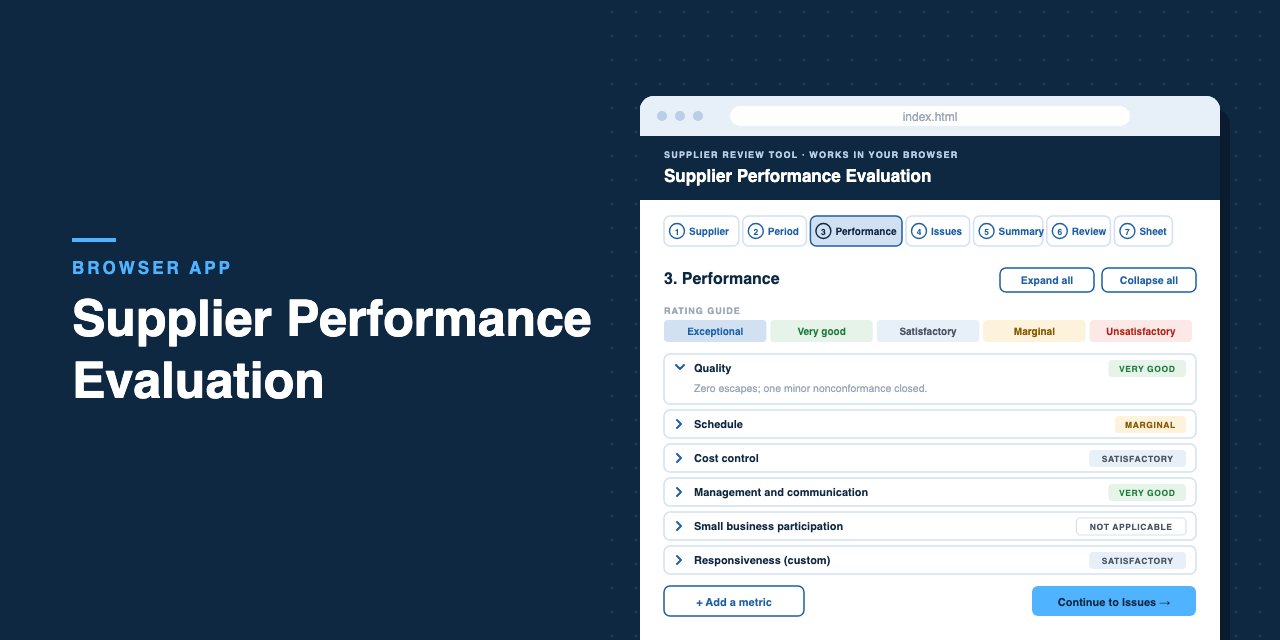 BROWSER APP
Supplier Performance
Evaluation
index.html
SUPPLIER REVIEW TOOL · WORKS IN YOUR BROWSER
Supplier Performance Evaluation
1 Supplier 2 Period 3 Performance 4 Issues 5 Summary 6 Review 7 Sheet
3. Performance Expand all Collapse all
RATING GUIDE
Exceptional Very good Satisfactory Marginal Unsatisfactory
Quality VERY GOOD
Zero escapes; one minor nonconformance closed.
Schedule MARGINAL
Cost control SATISFACTORY
Management and communication VERY GOOD
Small business participation NOT APPLICABLE
Responsiveness (custom) SATISFACTORY
+ Add a metric Continue to Issues →